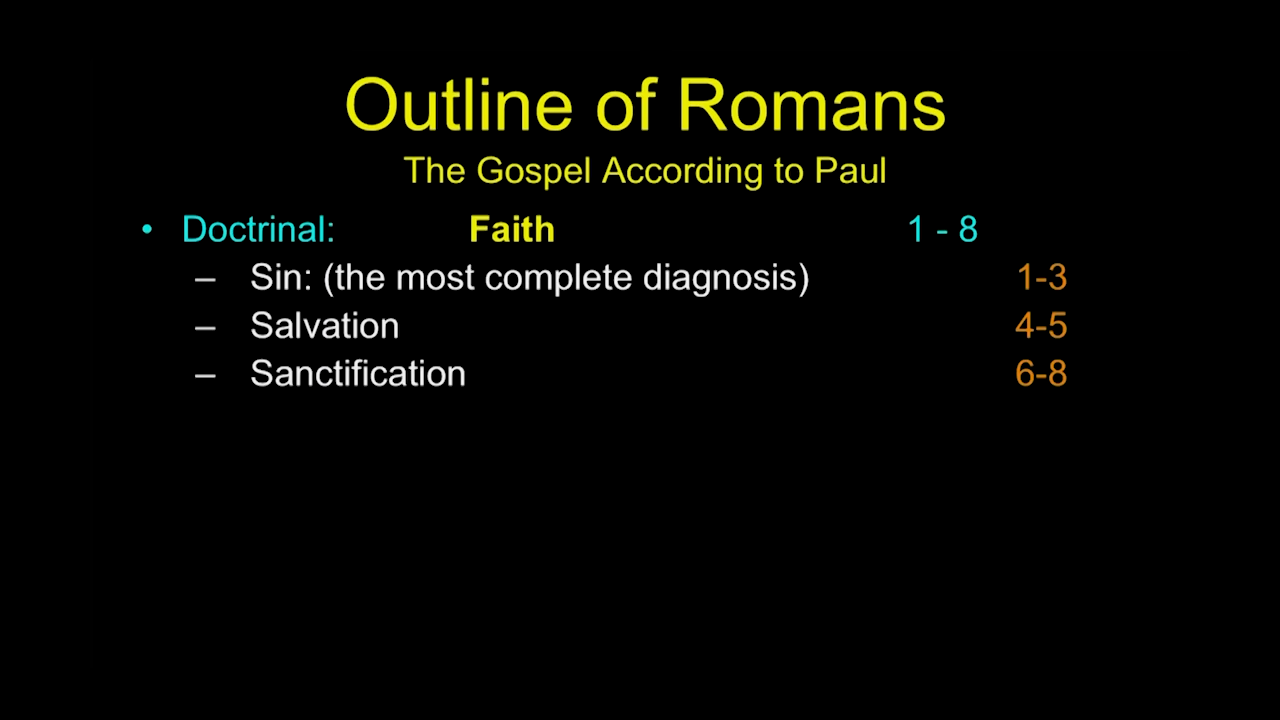 Outline of Romans
The Gospel According to Paul
• Doctrinal: Faith 1 - 8
– Sin: (the most complete diagnosis) 1-3
– Salvation 4-5
– Sanctification 6-8